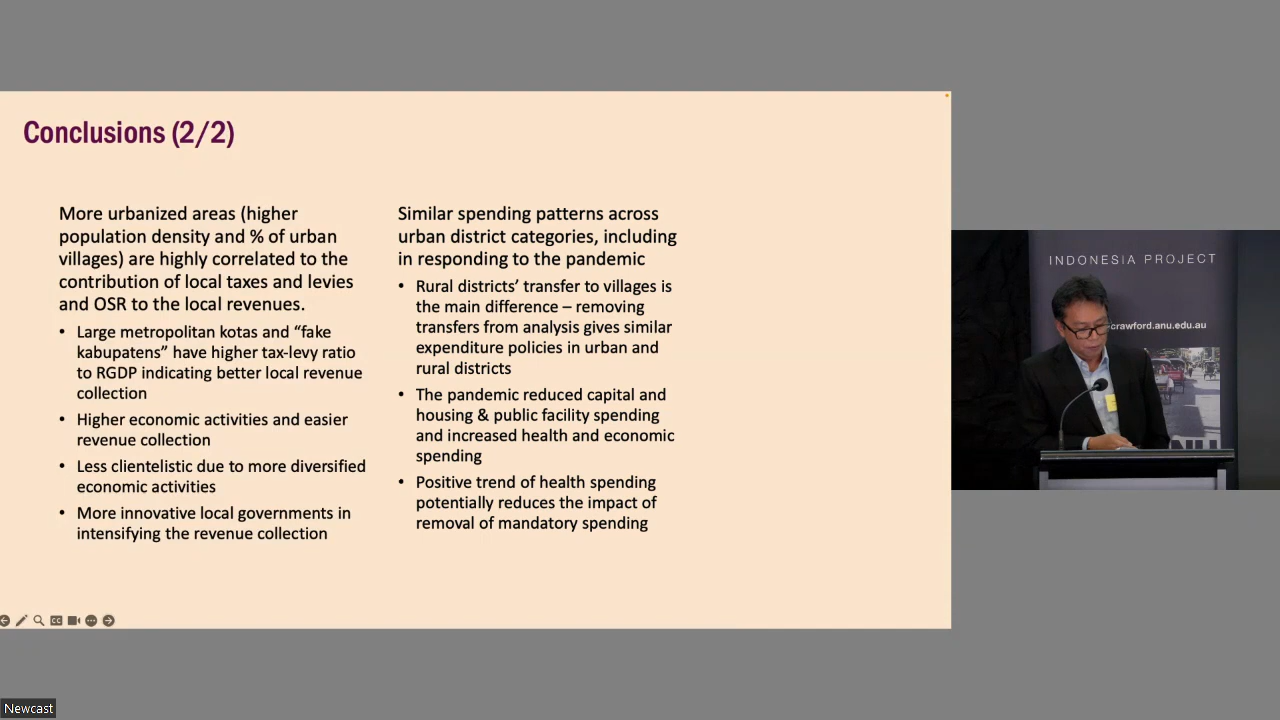 Conclusions (2/2)
More urbanized areas (higher
population density and % of urban
villages) are highly correlated to the
contribution of local taxes and levies
and OSR to the local revenues.
• Large metropolitan kotas and “fake
kabupatens” have higher tax-levy ratio
to RGDP indicating better local revenue
collection
• Higher economic activities and easier
revenue collection
• Less clientelistic due to more diversified
economic activities
• More innovative local governments in
intensifying the revenue collection
Similar spending patterns across
urban district categories, including
in responding to the pandemic
• Rural districts’ transfer to villages is
the main difference – removing
transfers from analysis gives similar
expenditure policies in urban and
rural districts
• The pandemic reduced capital and
housing & public facility spending
and increased health and economic
spending
• Positive trend of health spending
potentially reduces the impact of
removal of mandatory spending
INDONESIA PROJECT
crawford.anu.edu.au
CC
Newcast